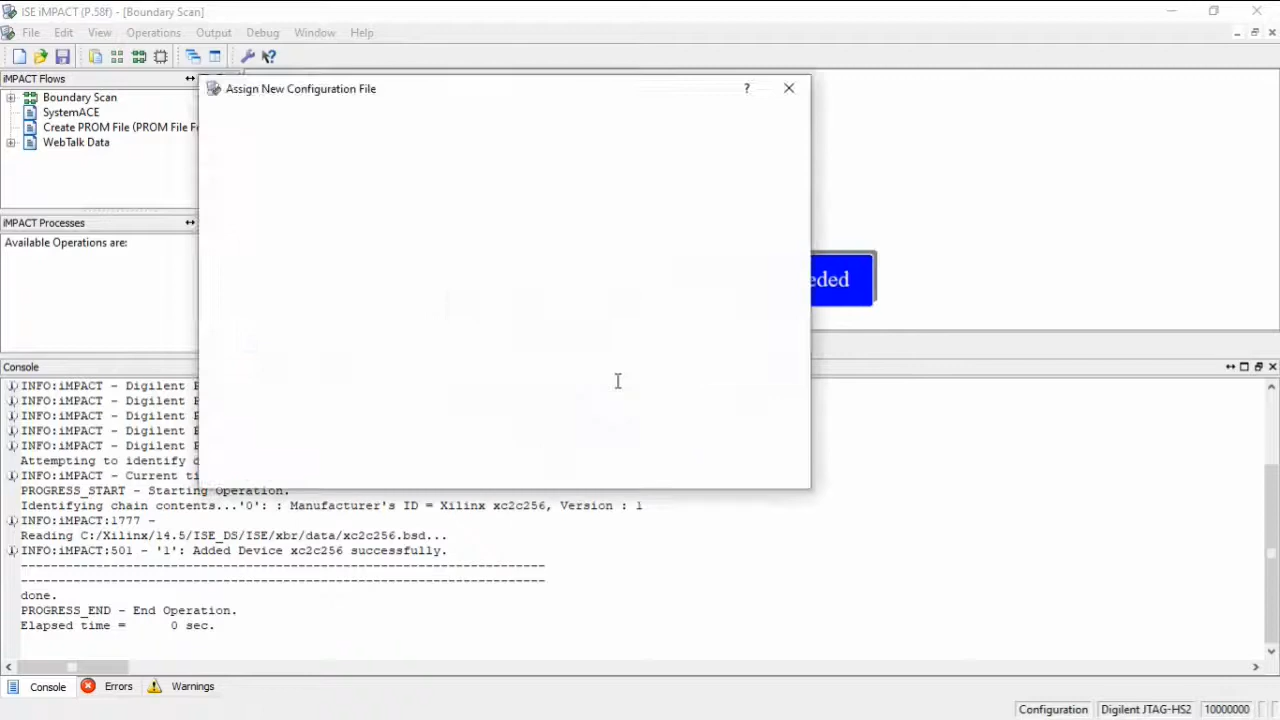 ISE iMPACT (P.58f) - [Boundary Scan]
File Edit View Operations Output Debug Window Help
iMPACT Flows
Assign New Configuration File
Boundary Scan
SystemACE
Create PROM File (PROM File
WebTalk Data
iMPACT Processes
Available Operations are:
eded
Console
INFO:iMPACT - Digilent
INFO:iMPACT - Digilent
INFO:iMPACT - Digilent
INFO:iMPACT - Digilent
INFO:iMPACT - Digilent
Attempting to identify
INFO:iMPACT - Current
PROGRESS_START - Starting Operation.
Identifying chain contents...'0': : Manufacturer's ID = Xilinx xc2c256, Version : 1
INFO:iMPACT:1777 -
Reading C:/Xilinx/14.5/ISE_DS/ISE/xbr/data/xc2c256.bsd...
INFO:iMPACT:501 - '1': Added Device xc2c256 successfully.
----------------------------------------------------------------------
----------------------------------------------------------------------
done.
PROGRESS_END - End Operation.
Elapsed time = 0 sec.
Console Errors Warnings
Configuration Digilent JTAG-HS2 10000000